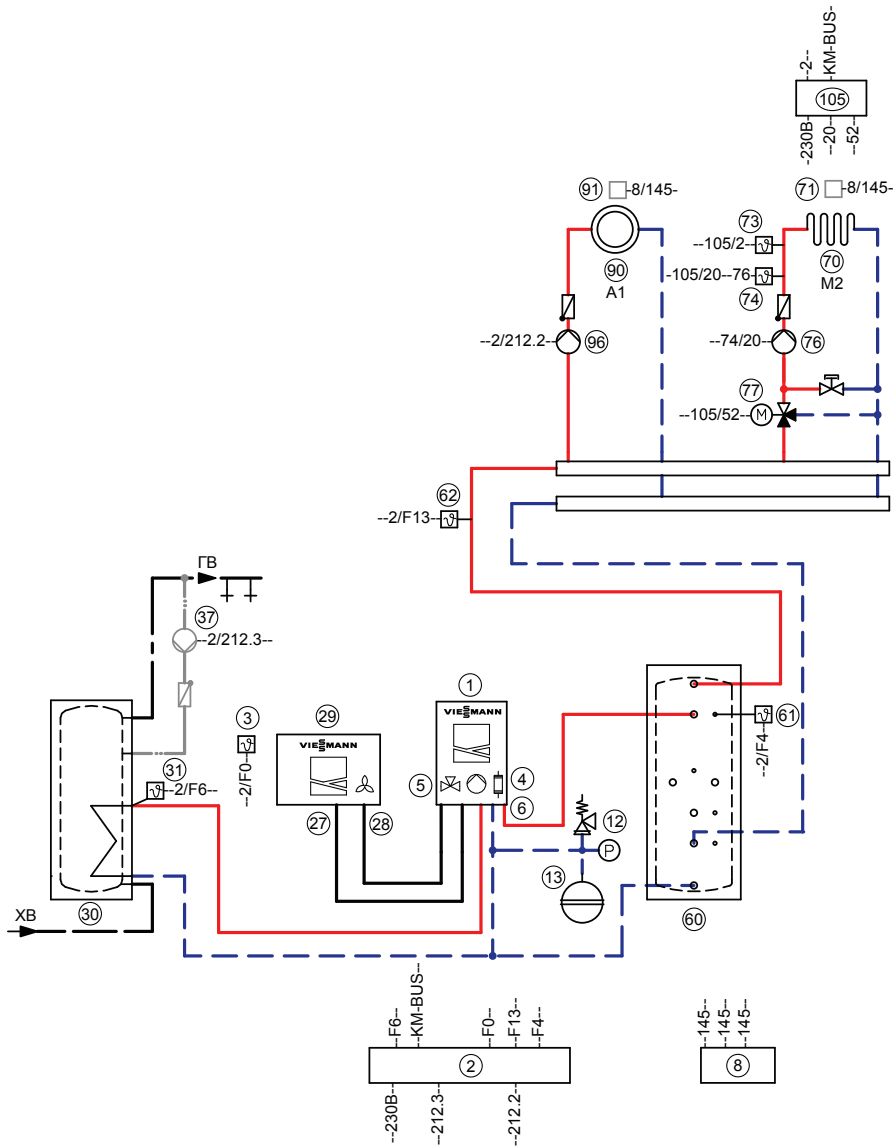 --2--
KM-BUS-
105
-230В--
--20--
--52--
91
-8/145-
71
-8/145-
73
--105/2--
90
A1
70
M2
-105/20--76
74
--2/212.2--
96
--74/20--
76
77
--105/52--
M
62
--2/F13--
ГВ
37
--2/212.3--
1
VIESMANN
3
29
VIESMANN
--2/F0--
61
--2/F4--
31
--2/F6--
5
4
6
27
28
12
P
13
ХВ
30
60
--F6--
--KM-BUS--
--F0--
--F13--
--F4--
2
--230В--
--212.3--
--212.2--
--145--
--145--
--145--
8